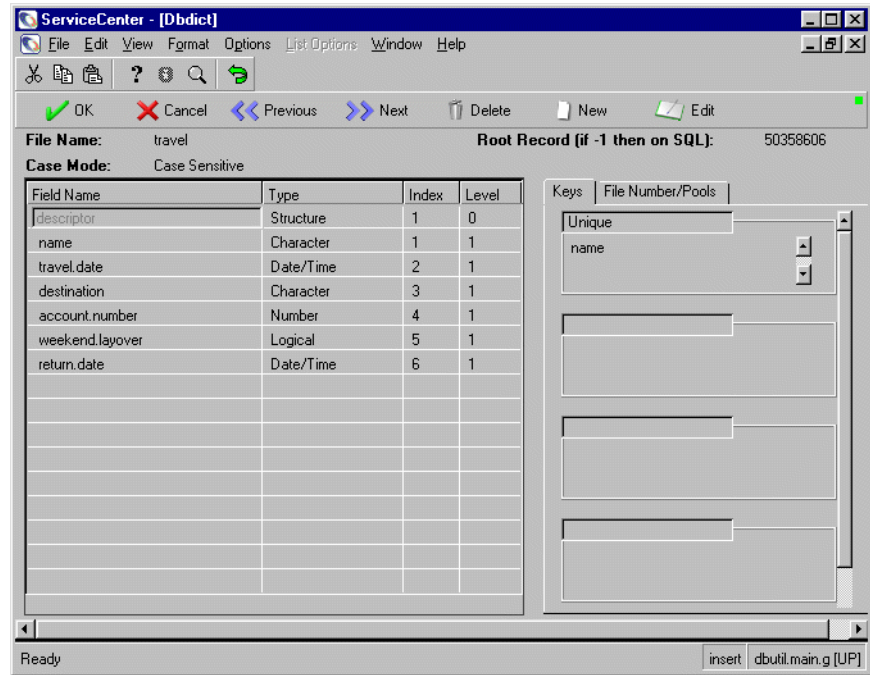 ServiceCenter - [Dbdict]
File Edit View Format Options List Options Window Help
?
OK Cancel Previous Next Delete New Edit
File Name: travel Root Record (if -1 then on SQL): 50358606
Case Mode: Case Sensitive
Field Name Type Index Level Keys File Number/Pools
descriptor Structure 1 0 Unique
name Character 1 1 name
travel.date Date/Time 2 1
destination Character 3 1
account.number Number 4 1
weekend.layover Logical 5 1
return.date Date/Time 6 1
Ready insert dbutil.main.g [UP]